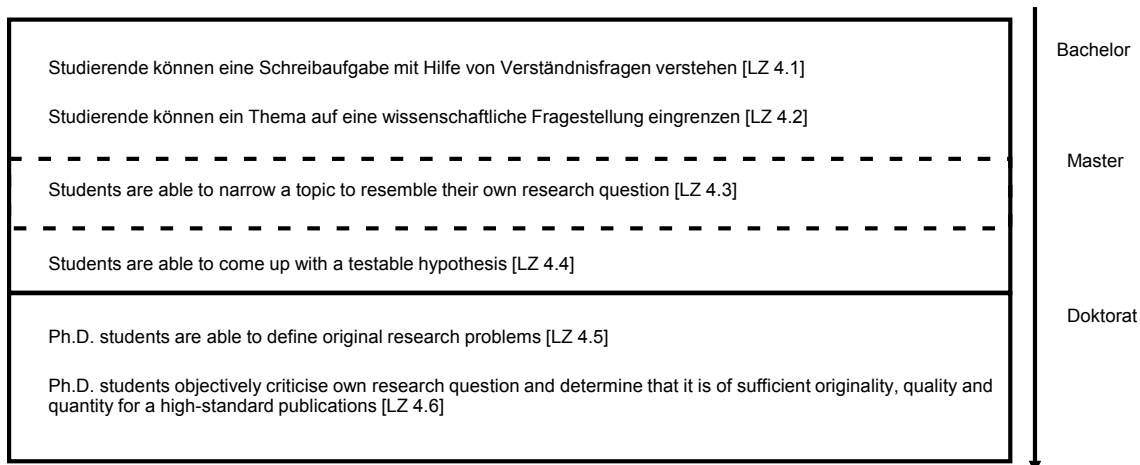 Bachelor
Studierende können eine Schreibaufgabe mit Hilfe von Verständnisfragen verstehen [LZ 4.1]
Studierende können ein Thema auf eine wissenschaftliche Fragestellung eingrenzen [LZ 4.2]
Master
Students are able to narrow a topic to resemble their own research question [LZ 4.3]
Students are able to come up with a testable hypothesis [LZ 4.4]
Doktorat
Ph.D. students are able to define original research problems [LZ 4.5]
Ph.D. students objectively criticise own research question and determine that it is of sufficient originality, quality and
quantity for a high-standard publications [LZ 4.6]